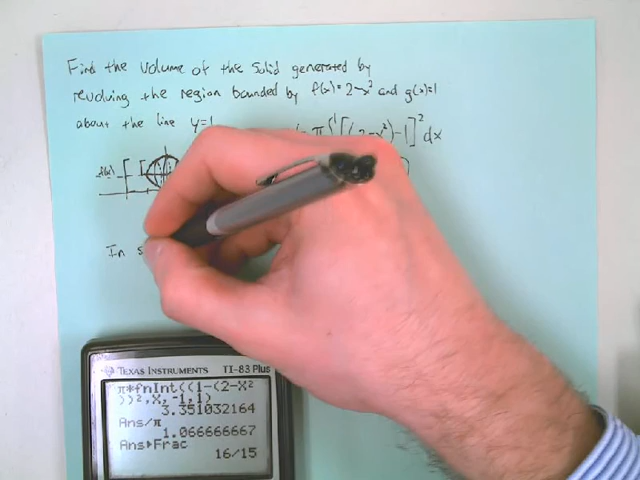 Find the volume of the solid generated by
revolving the region bounded by f(x)=2-x² and g(x)=1
about the line y=1
π∫ [(2-x²)-1]² dx
In
TEXAS INSTRUMENTS TI-83 Plus
π*fnInt((1-(2-X²
))²,X,-1,1)
3.351032164
Ans/π
1.066666667
Ans▸Frac
16/15